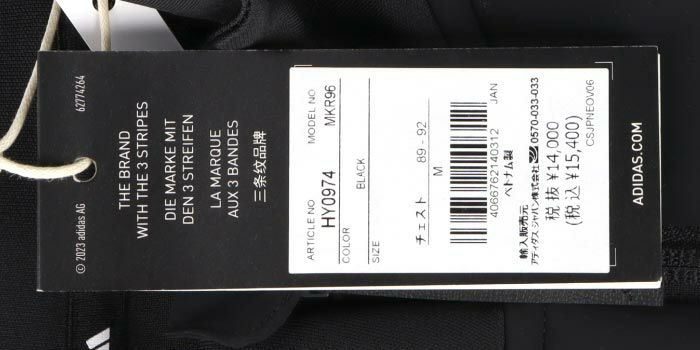 © 2023 adidas AG
62774264
THE BRAND
WITH THE 3 STRIPES
DIE MARKE MIT
DEN 3 STREIFEN
LA MARQUE
AUX 3 BANDES
三条纹品牌
ARTICLE NO
MODEL NO
HY0974
MKR96
COLOR
BLACK
SIZE
チェスト 89 - 92
M
JAN
4066762140312
ベトナム製
輸入販売元
アディダス ジャパン株式会社 0570-033-033
税抜 ¥14,000
(税込 ¥15,400)
CSJPNEOV06
ADIDAS.COM